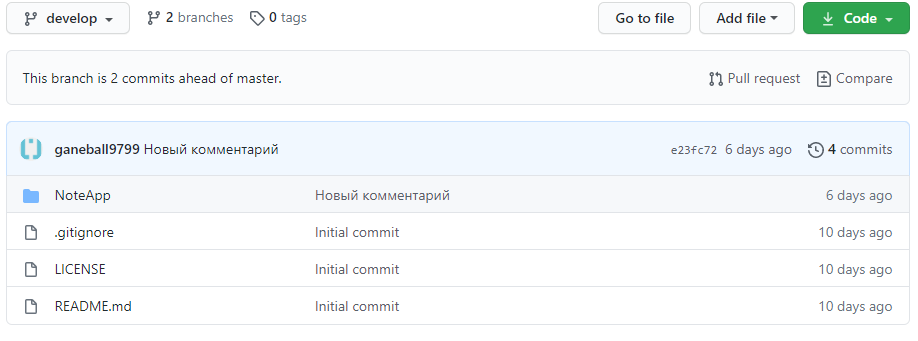 develop 2 branches 0 tags Go to file Add file Code
This branch is 2 commits ahead of master. Pull request Compare
ganeball9799 Новый комментарий e23fc72 6 days ago 4 commits
NoteApp Новый комментарий 6 days ago
.gitignore Initial commit 10 days ago
LICENSE Initial commit 10 days ago
README.md Initial commit 10 days ago